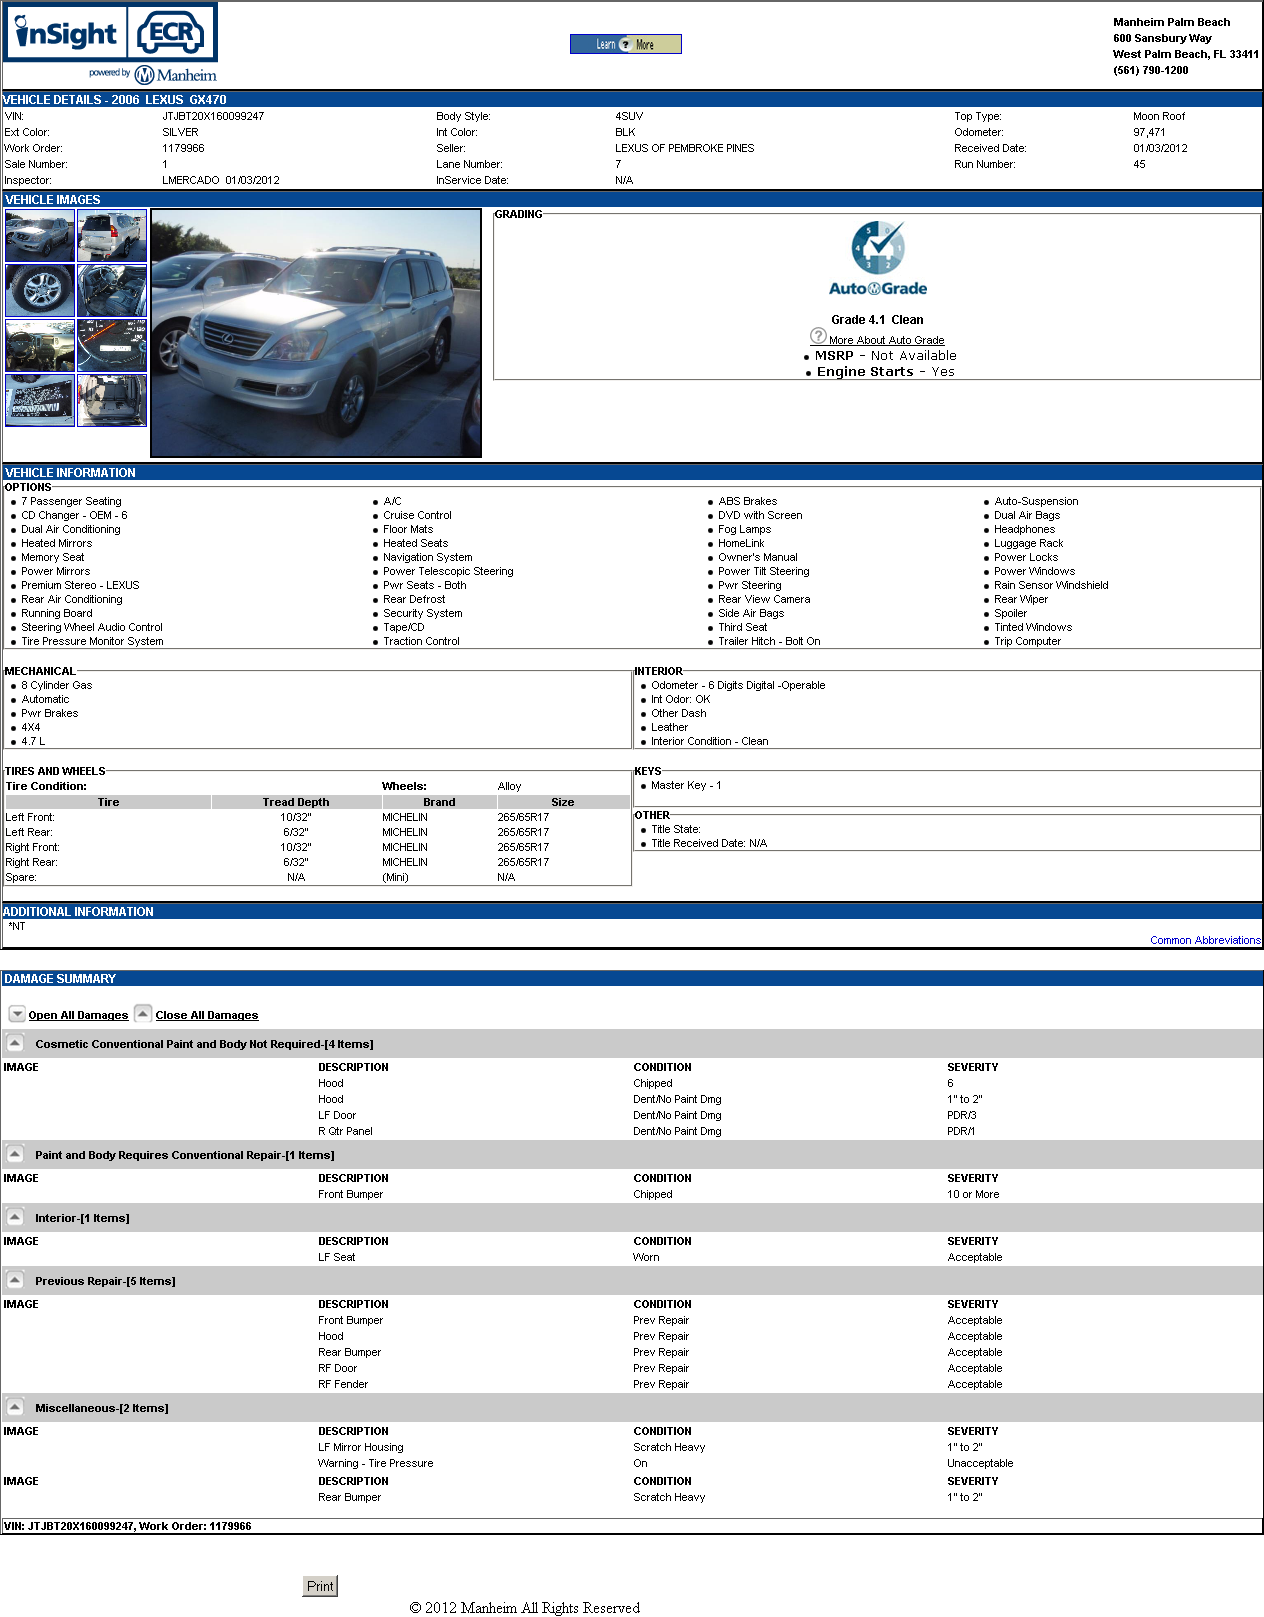 inSight ECR
powered by Manheim
Learn ? More
Manheim Palm Beach
600 Sansbury Way
West Palm Beach, FL 33411
(561) 790-1200
VEHICLE DETAILS - 2006 LEXUS GX470
VIN: JTJBT20X160099247 Body Style: 4SUV Top Type: Moon Roof
Ext Color: SILVER Int Color: BLK Odometer: 97,471
Work Order: 1179966 Seller: LEXUS OF PEMBROKE PINES Received Date: 01/03/2012
Sale Number: 1 Lane Number: 7 Run Number: 45
Inspector: LMERCADO 01/03/2012 InService Date: N/A
VEHICLE IMAGES
GRADING
5 0 1 4 3 2
AutoGrade
Grade 4.1 Clean
? More About Auto Grade
• MSRP - Not Available
• Engine Starts - Yes
VEHICLE INFORMATION
OPTIONS
• 7 Passenger Seating • A/C • ABS Brakes • Auto-Suspension
• CD Changer - OEM - 6 • Cruise Control • DVD with Screen • Dual Air Bags
• Dual Air Conditioning • Floor Mats • Fog Lamps • Headphones
• Heated Mirrors • Heated Seats • HomeLink • Luggage Rack
• Memory Seat • Navigation System • Owner's Manual • Power Locks
• Power Mirrors • Power Telescopic Steering • Power Tilt Steering • Power Windows
• Premium Stereo - LEXUS • Pwr Seats - Both • Pwr Steering • Rain Sensor Windshield
• Rear Air Conditioning • Rear Defrost • Rear View Camera • Rear Wiper
• Running Board • Security System • Side Air Bags • Spoiler
• Steering Wheel Audio Control • Tape/CD • Third Seat • Tinted Windows
• Tire Pressure Monitor System • Traction Control • Trailer Hitch - Bolt On • Trip Computer
MECHANICAL
• 8 Cylinder Gas
• Automatic
• Pwr Brakes
• 4X4
• 4.7 L
INTERIOR
• Odometer - 6 Digits Digital -Operable
• Int Odor: OK
• Other Dash
• Leather
• Interior Condition - Clean
TIRES AND WHEELS
Tire Condition: Wheels: Alloy
Tire Tread Depth Brand Size
Left Front: 10/32" MICHELIN 265/65R17
Left Rear: 6/32" MICHELIN 265/65R17
Right Front: 10/32" MICHELIN 265/65R17
Right Rear: 6/32" MICHELIN 265/65R17
Spare: N/A (Mini) N/A
KEYS
• Master Key - 1
OTHER
• Title State:
• Title Received Date: N/A
ADDITIONAL INFORMATION
*NT
Common Abbreviations
DAMAGE SUMMARY
Open All Damages Close All Damages
Cosmetic Conventional Paint and Body Not Required-[4 Items]
IMAGE DESCRIPTION CONDITION SEVERITY
Hood Chipped 6
Hood Dent/No Paint Dmg 1" to 2"
LF Door Dent/No Paint Dmg PDR/3
R Qtr Panel Dent/No Paint Dmg PDR/1
Paint and Body Requires Conventional Repair-[1 Items]
IMAGE DESCRIPTION CONDITION SEVERITY
Front Bumper Chipped 10 or More
Interior-[1 Items]
IMAGE DESCRIPTION CONDITION SEVERITY
LF Seat Worn Acceptable
Previous Repair-[5 Items]
IMAGE DESCRIPTION CONDITION SEVERITY
Front Bumper Prev Repair Acceptable
Hood Prev Repair Acceptable
Rear Bumper Prev Repair Acceptable
RF Door Prev Repair Acceptable
RF Fender Prev Repair Acceptable
Miscellaneous-[2 Items]
IMAGE DESCRIPTION CONDITION SEVERITY
LF Mirror Housing Scratch Heavy 1" to 2"
Warning - Tire Pressure On Unacceptable
IMAGE DESCRIPTION CONDITION SEVERITY
Rear Bumper Scratch Heavy 1" to 2"
VIN: JTJBT20X160099247, Work Order: 1179966
Print
© 2012 Manheim All Rights Reserved